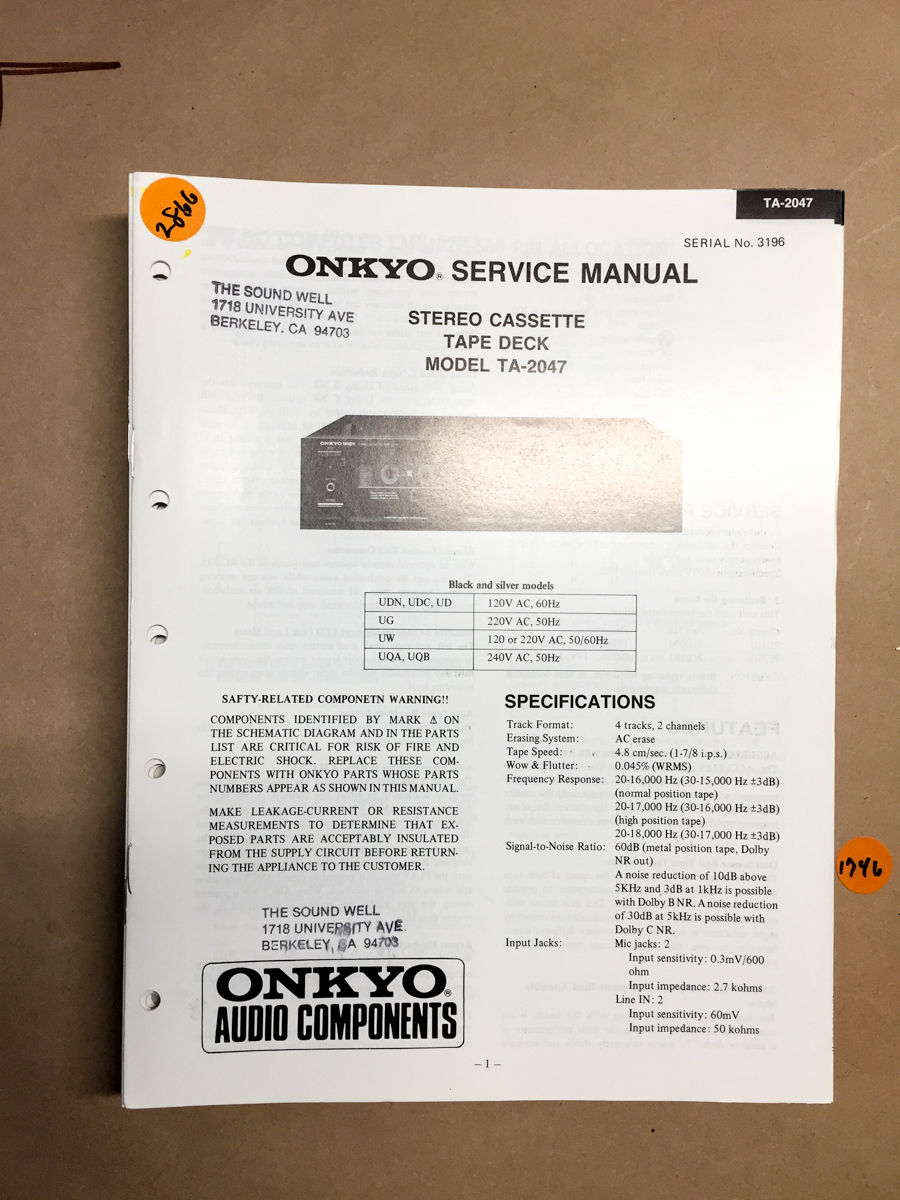 2866
TA-2047
SERIAL No. 3196
ONKYO® SERVICE MANUAL
THE SOUND WELL
1718 UNIVERSITY AVE
BERKELEY, CA 94703
STEREO CASSETTE
TAPE DECK
MODEL TA-2047
ONKYO
Black and silver models
UDN, UDC, UD 120V AC, 60Hz
UG 220V AC, 50Hz
UW 120 or 220V AC, 50/60Hz
UQA, UQB 240V AC, 50Hz
SAFTY-RELATED COMPONETN WARNING!!
COMPONENTS IDENTIFIED BY MARK ⚠ ON
THE SCHEMATIC DIAGRAM AND IN THE PARTS
LIST ARE CRITICAL FOR RISK OF FIRE AND
ELECTRIC SHOCK. REPLACE THESE COM-
PONENTS WITH ONKYO PARTS WHOSE PARTS
NUMBERS APPEAR AS SHOWN IN THIS MANUAL.
MAKE LEAKAGE-CURRENT OR RESISTANCE
MEASUREMENTS TO DETERMINE THAT EX-
POSED PARTS ARE ACCEPTABLY INSULATED
FROM THE SUPPLY CIRCUIT BEFORE RETURN-
ING THE APPLIANCE TO THE CUSTOMER.
THE SOUND WELL
1718 UNIVERSITY AVE.
BERKELEY, CA 94703
ONKYO®
AUDIO COMPONENTS
SPECIFICATIONS
Track Format: 4 tracks, 2 channels
Erasing System: AC erase
Tape Speed: 4.8 cm/sec. (1-7/8 i.p.s.)
Wow & Flutter: 0.045% (WRMS)
Frequency Response: 20-16,000 Hz (30-15,000 Hz ±3dB)
(normal position tape)
20-17,000 Hz (30-16,000 Hz ±3dB)
(high position tape)
20-18,000 Hz (30-17,000 Hz ±3dB)
Signal-to-Noise Ratio: 60dB (metal position tape, Dolby
NR out)
A noise reduction of 10dB above
5KHz and 3dB at 1kHz is possible
with Dolby B NR. A noise reduction
of 30dB at 5kHz is possible with
Dolby C NR.
Input Jacks: Mic jacks: 2
Input sensitivity: 0.3mV/600
ohm
Input impedance: 2.7 kohms
Line IN: 2
Input sensitivity: 60mV
Input impedance: 50 kohms
– 1 –
1746